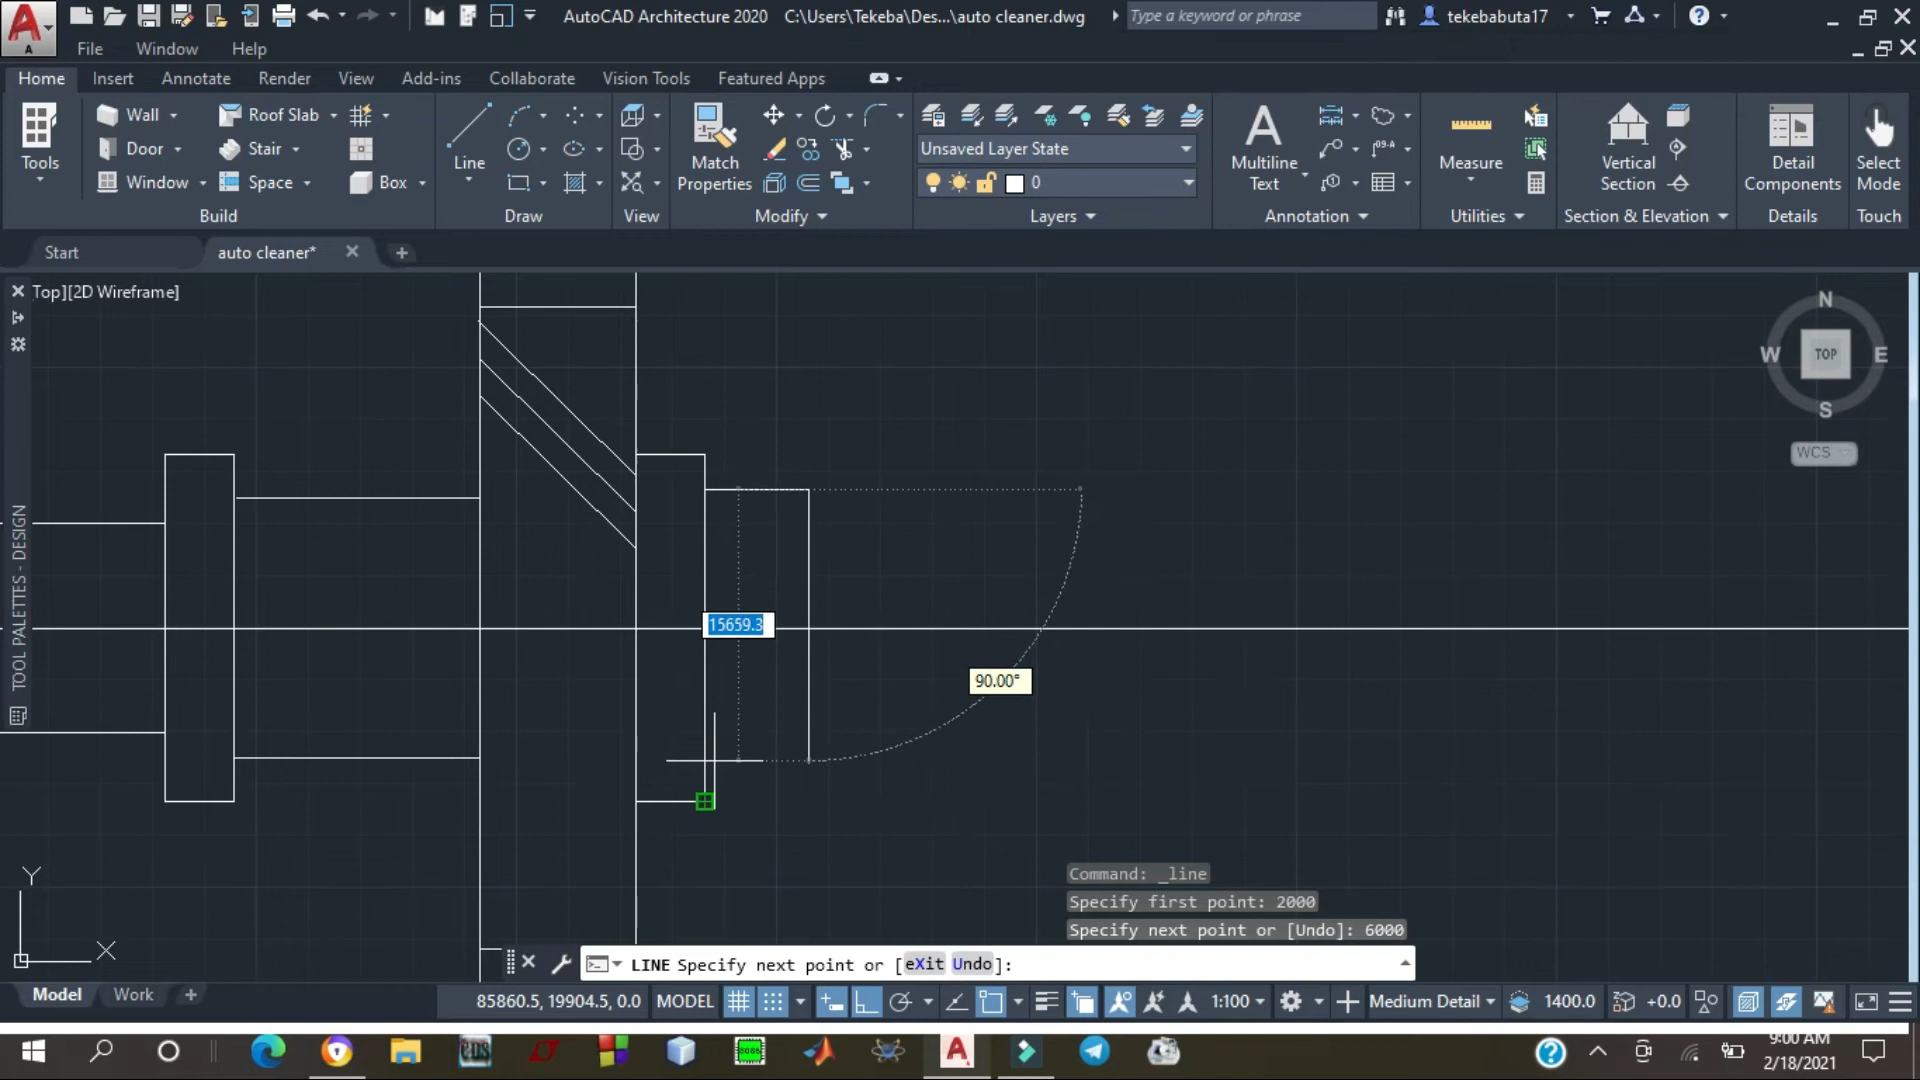 AutoCAD Architecture 2020 C:\Users\Tekeba\Des...\auto cleaner.dwg Type a keyword or phrase tekebabuta17
A
File Window Help
Home Insert Annotate Render View Add-ins Collaborate Vision Tools Featured Apps
Tools
Wall
Door
Window
Roof Slab
Stair
Space
Box
Build
Line
Draw
View
Match Properties
Modify
Unsaved Layer State
0
Layers
Multiline Text
Annotation
Measure
Utilities
Vertical Section
Section & Elevation
Detail Components
Details
Select Mode
Touch
Start auto cleaner*
Top][2D Wireframe]
TOOL PALETTES - DESIGN
N
W TOP E
S
WCS
15659.3
90.00°
Command: _line
Specify first point: 2000
Specify next point or [Undo]: 6000
Y
X
LINE Specify next point or [eXit Undo]:
Model Work
85860.5, 19904.5, 0.0 MODEL 1:100 Medium Detail 1400.0 +0.0
9:00 AM
2/18/2021